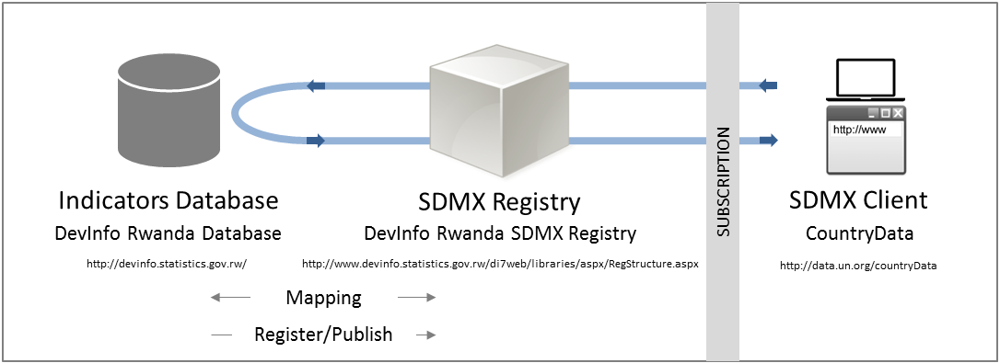 http://www
SUBSCRIPTION
Indicators Database
DevInfo Rwanda Database
http://devinfo.statistics.gov.rw/
SDMX Registry
DevInfo Rwanda SDMX Registry
http://www.devinfo.statistics.gov.rw/di7web/libraries/aspx/RegStructure.aspx
SDMX Client
CountryData
http://data.un.org/countryData
Mapping
Register/Publish